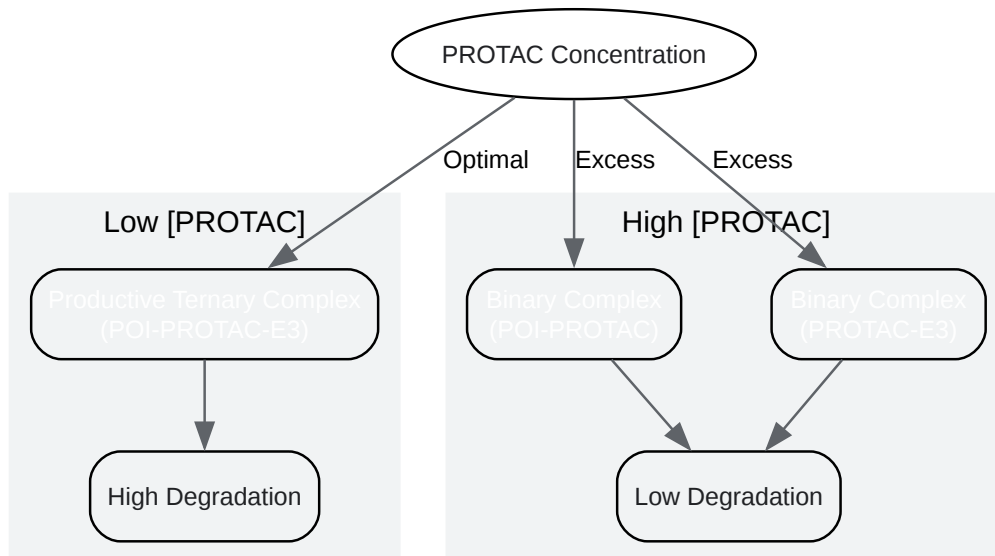 PROTAC Concentration
Optimal
Excess
Excess
Low [PROTAC]
High [PROTAC]
Productive Ternary Complex
(POI-PROTAC-E3)
Binary Complex
(POI-PROTAC)
Binary Complex
(PROTAC-E3)
High Degradation
Low Degradation